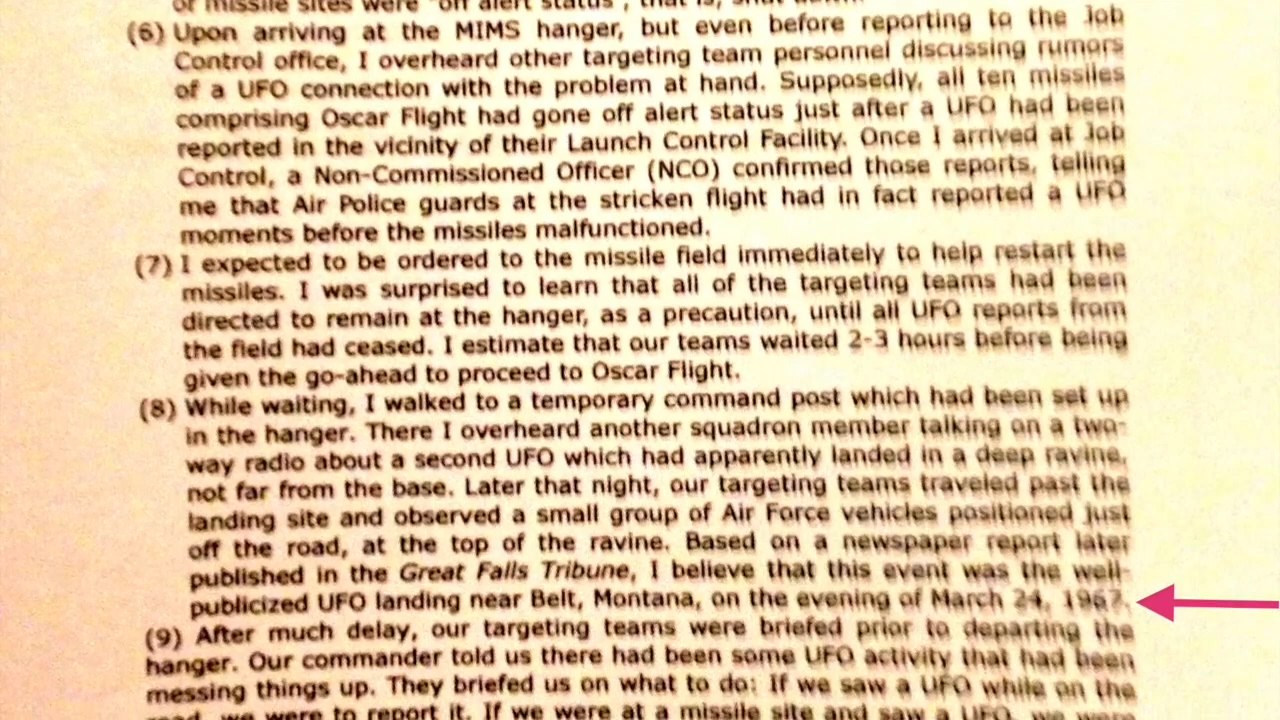 or missile sites were "off alert status", that is, shut down.
(6) Upon arriving at the MIMS hanger, but even before reporting to the Job
Control office, I overheard other targeting team personnel discussing rumors
of a UFO connection with the problem at hand. Supposedly, all ten missiles
comprising Oscar Flight had gone off alert status just after a UFO had been
reported in the vicinity of their Launch Control Facility. Once I arrived at Job
Control, a Non-Commissioned Officer (NCO) confirmed those reports, telling
me that Air Police guards at the stricken flight had in fact reported a UFO
moments before the missiles malfunctioned.
(7) I expected to be ordered to the missile field immediately to help restart the
missiles. I was surprised to learn that all of the targeting teams had been
directed to remain at the hanger, as a precaution, until all UFO reports from
the field had ceased. I estimate that our teams waited 2-3 hours before being
given the go-ahead to proceed to Oscar Flight.
(8) While waiting, I walked to a temporary command post which had been set up
in the hanger. There I overheard another squadron member talking on a two-
way radio about a second UFO which had apparently landed in a deep ravine,
not far from the base. Later that night, our targeting teams traveled past the
landing site and observed a small group of Air Force vehicles positioned just
off the road, at the top of the ravine. Based on a newspaper report later
published in the Great Falls Tribune, I believe that this event was the well-
publicized UFO landing near Belt, Montana, on the evening of March 24, 1967.
(9) After much delay, our targeting teams were briefed prior to departing the
hanger. Our commander told us there had been some UFO activity that had been
messing things up. They briefed us on what to do: If we saw a UFO while on the
road, we were to report it. If we were at a missile site and saw a UFO, we were